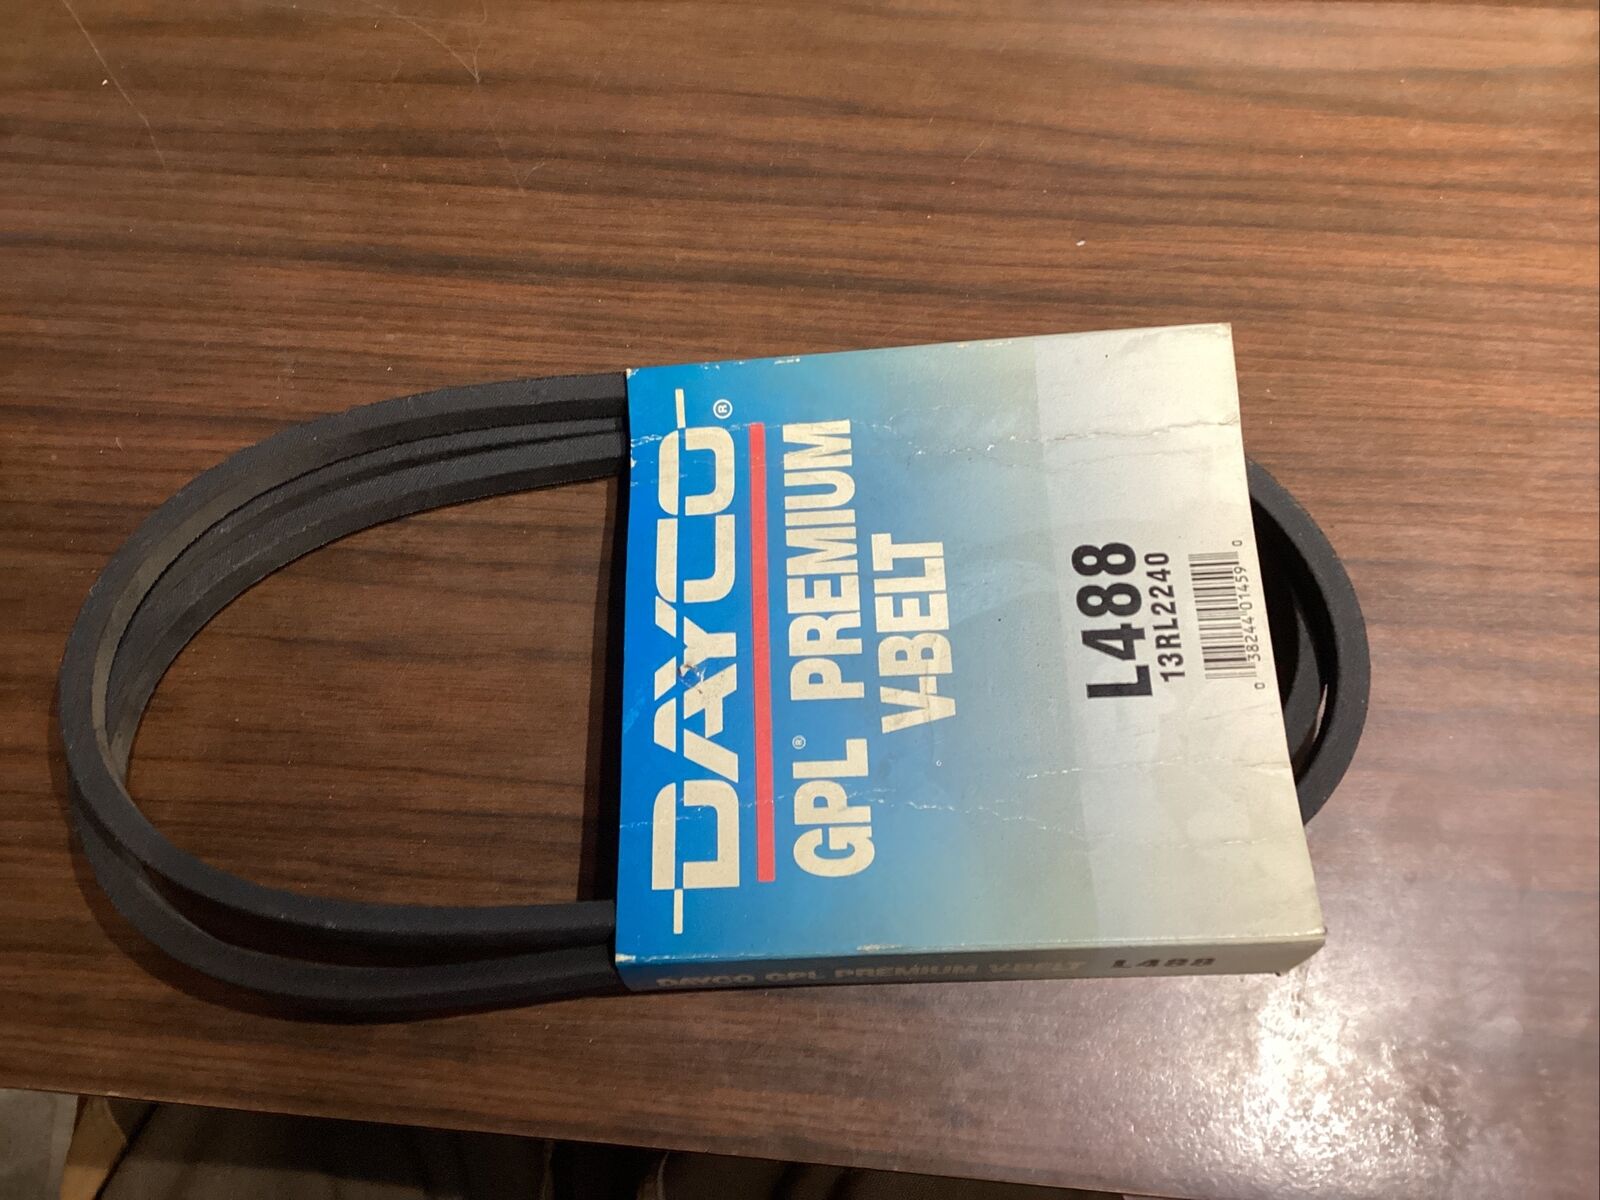 DAYCO®
GPL® PREMIUM
V-BELT
L488
13RL2240
0 38244 01459 0
DAYCO GPL PREMIUM V-BELT L488